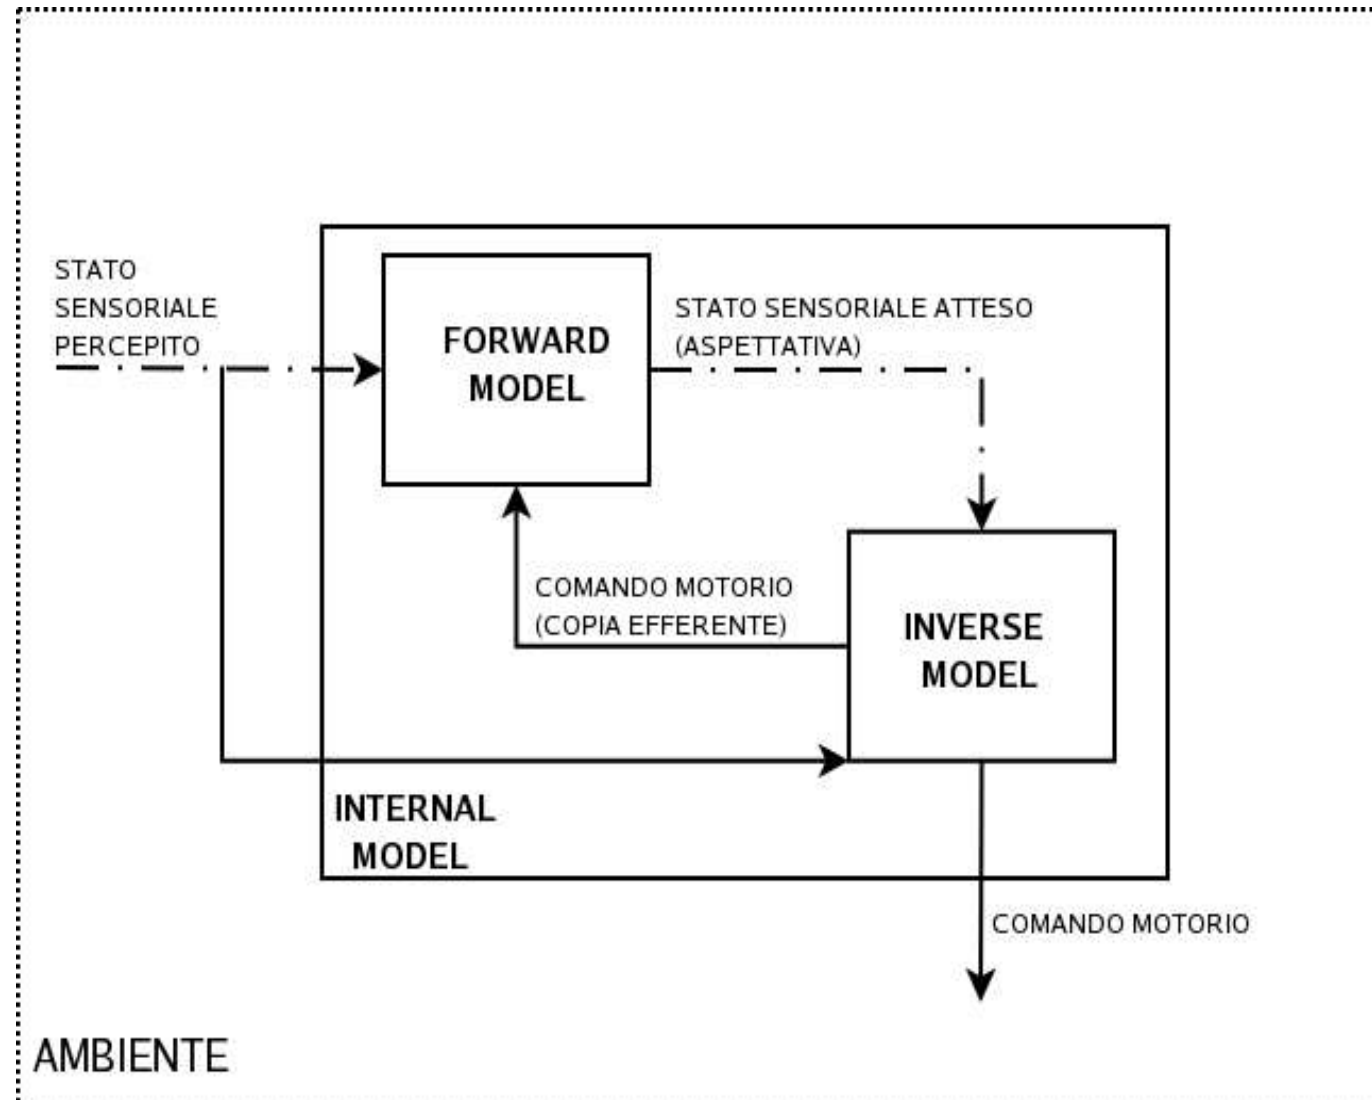 STATO
SENSORIALE
PERCEPITO
FORWARD
MODEL
STATO SENSORIALE ATTESO
(ASPETTATIVA)
COMANDO MOTORIO
(COPIA EFFERENTE)
INVERSE
MODEL
INTERNAL
MODEL
COMANDO MOTORIO
AMBIENTE